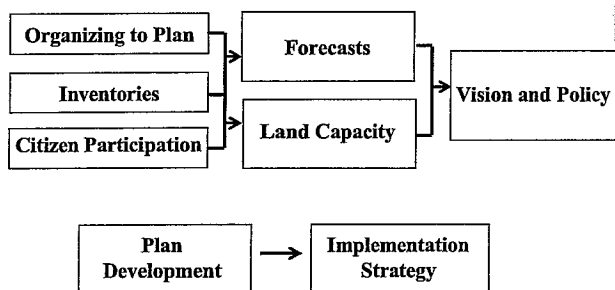 Organizing to Plan
Inventories
Citizen Participation
Forecasts
Land Capacity
Vision and Policy
Plan
Development
Implementation
Strategy